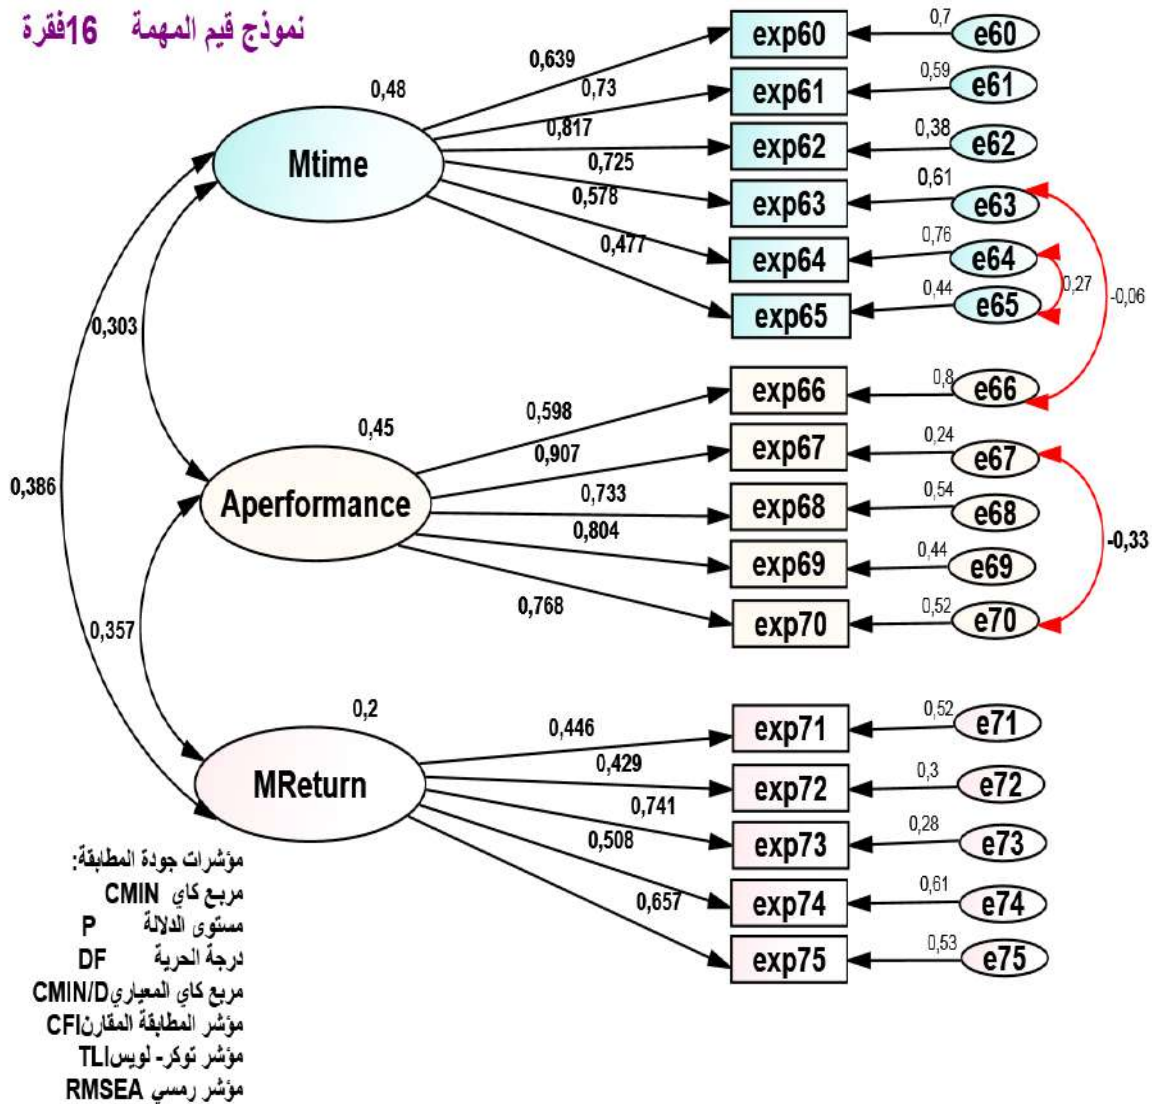 نموذج قيم المهمة 16فقرة
0,48
Mtime
0,639
0,73
0,817
0,725
0,578
0,477
exp60
exp61
exp62
exp63
exp64
exp65
0,7
0,59
0,38
0,61
0,76
0,44
e60
e61
e62
e63
e64
e65
0,27
-0,06
0,303
0,386
0,45
Aperformance
0,598
0,907
0,733
0,804
0,768
exp66
exp67
exp68
exp69
exp70
0,8
0,24
0,54
0,44
0,52
e66
e67
e68
e69
e70
-0,33
0,357
0,2
MReturn
0,446
0,429
0,741
0,508
0,657
exp71
exp72
exp73
exp74
exp75
0,52
0,3
0,28
0,61
0,53
e71
e72
e73
e74
e75
مؤشرات جودة المطابقة:
مربع كاي CMIN
مستوى الدلالة P
درجة الحرية DF
مربع كاي المعياريCMIN/D
مؤشر المطابقة المقارنCFI
مؤشر توكر- لويسTLI
مؤشر رمسي RMSEA